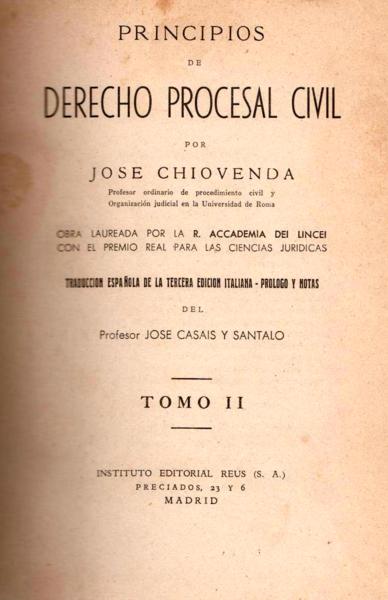 PRINCIPIOS
DE
DERECHO PROCESAL CIVIL
POR
JOSE CHIOVENDA
Profesor ordinario de procedimiento civil y
Organización judicial en la Universidad de Roma
OBRA LAUREADA POR LA R. ACCADEMIA DEI LINCEI
CON EL PREMIO REAL PARA LAS CIENCIAS JURIDICAS
TRADUCCION ESPAÑOLA DE LA TERCERA EDICION ITALIANA - PROLOGO Y NOTAS
DEL
Profesor JOSE CASAIS Y SANTALO
TOMO II
INSTITUTO EDITORIAL REUS (S. A.)
PRECIADOS, 23 Y 6
MADRID